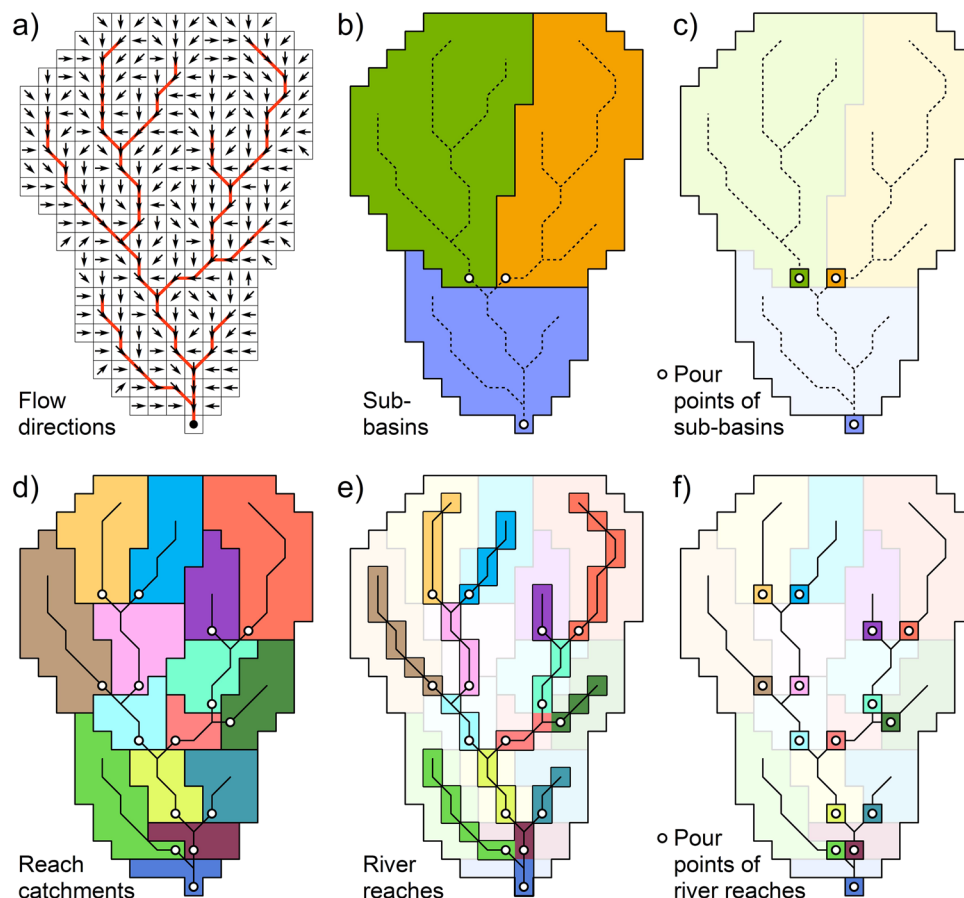 a)
Flow
directions
b)
Sub-
basins
c)
Pour
points of
sub-basins
d)
Reach
catchments
e)
River
reaches
f)
Pour
points of
river reaches